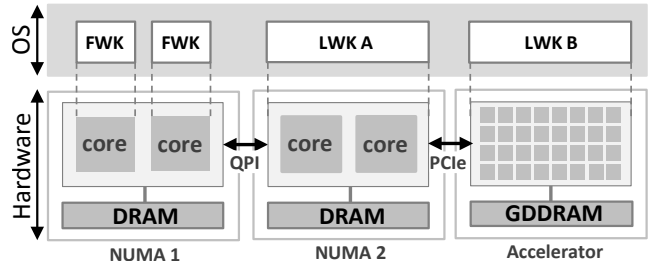 OS
FWK
FWK
LWK A
LWK B
Hardware
core
core
QPI
core
core
PCIe
DRAM
DRAM
GDDRAM
NUMA 1
NUMA 2
Accelerator